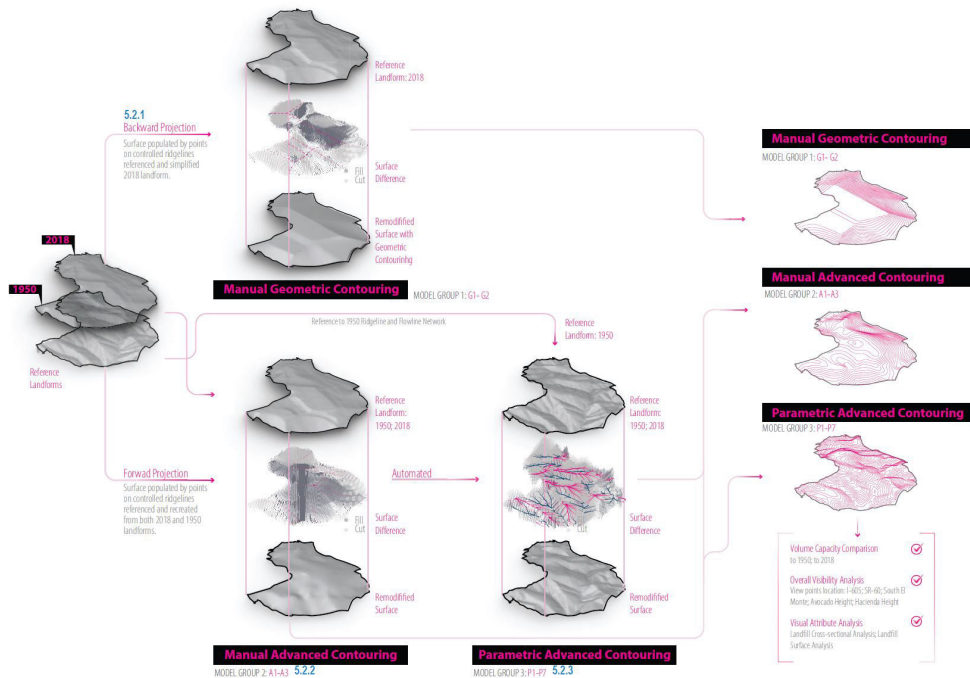 Reference
Landform: 2018
5.2.1
Backward Projection
Surface populated by points
on controlled ridgelines
referenced and simplified
2018 landform.
Surface
Difference
Fill
Cut
Remodifified
Surface with
Geometric
Contourinhg
Manual Geometric Contouring
MODEL GROUP 1: G1- G2
2018
1950
Reference
Landforms
Reference to 1950 Ridgeline and Flowline Network
Reference
Landform: 1950
Reference
Landform:
1950; 2018
Forwad Projection
Surface populated by points
on controlled ridgelines
referenced and recreated
from both 2018 and 1950
landforms.
Fill
Cut
Surface
Difference
Automated
Remodifified
Surface
Manual Advanced Contouring
MODEL GROUP 2: A1-A3 5.2.2
Reference
Landform:
1950; 2018
Cut
Surface
Difference
Remodifified
Surface
Parametric Advanced Contouring
MODEL GROUP 3: P1-P7 5.2.3
Manual Geometric Contouring
MODEL GROUP 1: G1- G2
Manual Advanced Contouring
MODEL GROUP 2: A1-A3
Parametric Advanced Contouring
MODEL GROUP 3: P1-P7
Volume Capacity Comparison
to 1950; to 2018
Overall Visibility Analysis
View points location: I-605; SR-60; South El
Monte; Avocado Height; Hacienda Height
Visual Attribute Analysis
Landfill Cross-sectional Analysis; Landfill
Surface Analysis